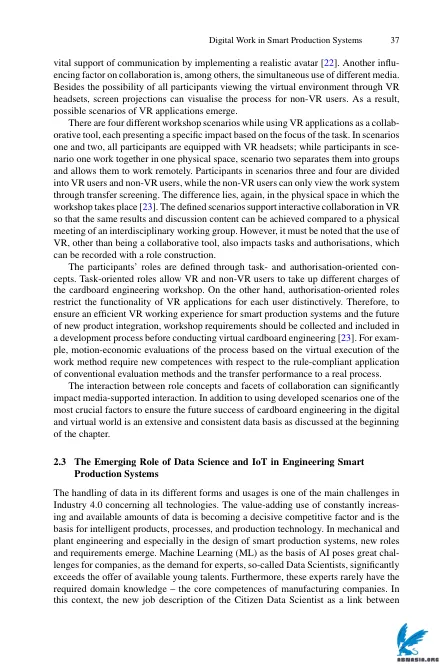 Digital Work in Smart Production Systems 37
vital support of communication by implementing a realistic avatar [22]. Another influ-
encing factor on collaboration is, among others, the simultaneous use of different media.
Besides the possibility of all participants viewing the virtual environment through VR
headsets, screen projections can visualise the process for non-VR users. As a result,
possible scenarios of VR applications emerge.
There are four different workshop scenarios while using VR applications as a collab-
orative tool, each presenting a specific impact based on the focus of the task. In scenarios
one and two, all participants are equipped with VR headsets; while participants in sce-
nario one work together in one physical space, scenario two separates them into groups
and allows them to work remotely. Participants in scenarios three and four are divided
into VR users and non-VR users, while the non-VR users can only view the work system
through transfer screening. The difference lies, again, in the physical space in which the
workshop takes place [23]. The defined scenarios support interactive collaboration in VR
so that the same results and discussion content can be achieved compared to a physical
meeting of an interdisciplinary working group. However, it must be noted that the use of
VR, other than being a collaborative tool, also impacts tasks and authorisations, which
can be recorded with a role construction.
The participants' roles are defined through task- and authorisation-oriented con-
cepts. Task-oriented roles allow VR and non-VR users to take up different charges of
the cardboard engineering workshop. On the other hand, authorisation-oriented roles
restrict the functionality of VR applications for each user distinctively. Therefore, to
ensure an efficient VR working experience for smart production systems and the future
of new product integration, workshop requirements should be collected and included in
a development process before conducting virtual cardboard engineering [23]. For exam-
ple, motion-economic evaluations of the process based on the virtual execution of the
work method require new competences with respect to the rule-compliant application
of conventional evaluation methods and the transfer performance to a real process.
The interaction between role concepts and facets of collaboration can significantly
impact media-supported interaction. In addition to using developed scenarios one of the
most crucial factors to ensure the future success of cardboard engineering in the digital
and virtual world is an extensive and consistent data basis as discussed at the beginning
of the chapter.
2.3 The Emerging Role of Data Science and IoT in Engineering Smart
Production Systems
The handling of data in its different forms and usages is one of the main challenges in
Industry 4.0 concerning all technologies. The value-adding use of constantly increas-
ing and available amounts of data is becoming a decisive competitive factor and is the
basis for intelligent products, processes, and production technology. In mechanical and
plant engineering and especially in the design of smart production systems, new roles
and requirements emerge. Machine Learning (ML) as the basis of AI poses great chal-
lenges for companies, as the demand for experts, so-called Data Scientists, significantly
exceeds the offer of available young talents. Furthermore, these experts rarely have the
required domain knowledge – the core competences of manufacturing companies. In
this context, the new job description of the Citizen Data Scientist as a link between